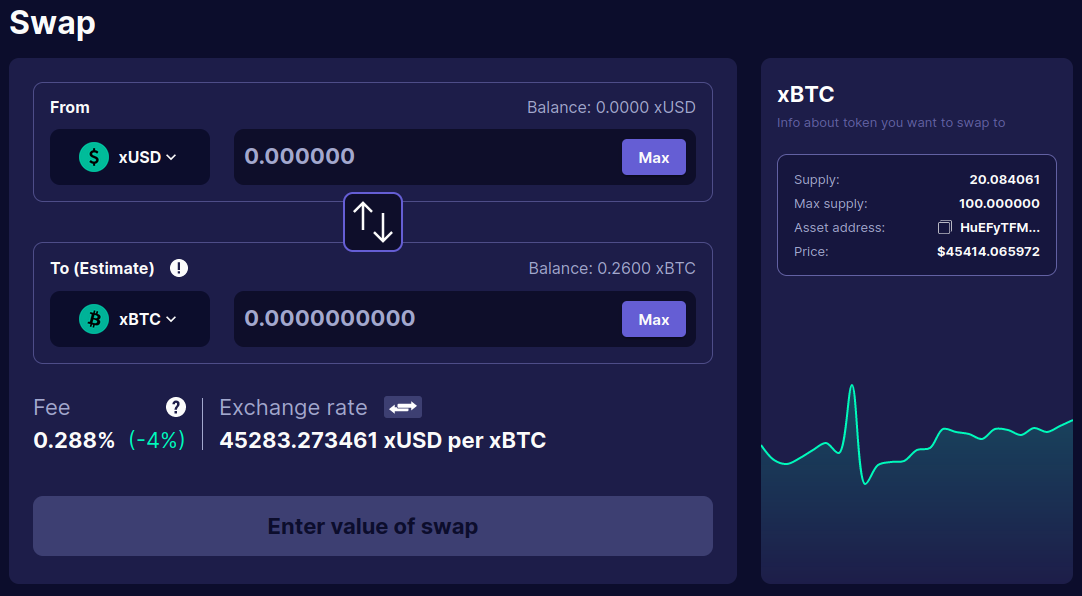 Swap
From
Balance: 0.0000 xUSD
xUSD
0.000000
Max
To (Estimate)
Balance: 0.2600 xBTC
xBTC
0.0000000000
Max
Fee
0.288% (-4%)
Exchange rate
45283.273461 xUSD per xBTC
Enter value of swap
xBTC
Info about token you want to swap to
Supply: 20.084061
Max supply: 100.000000
Asset address: HuEFyTFM...
Price: $45414.065972